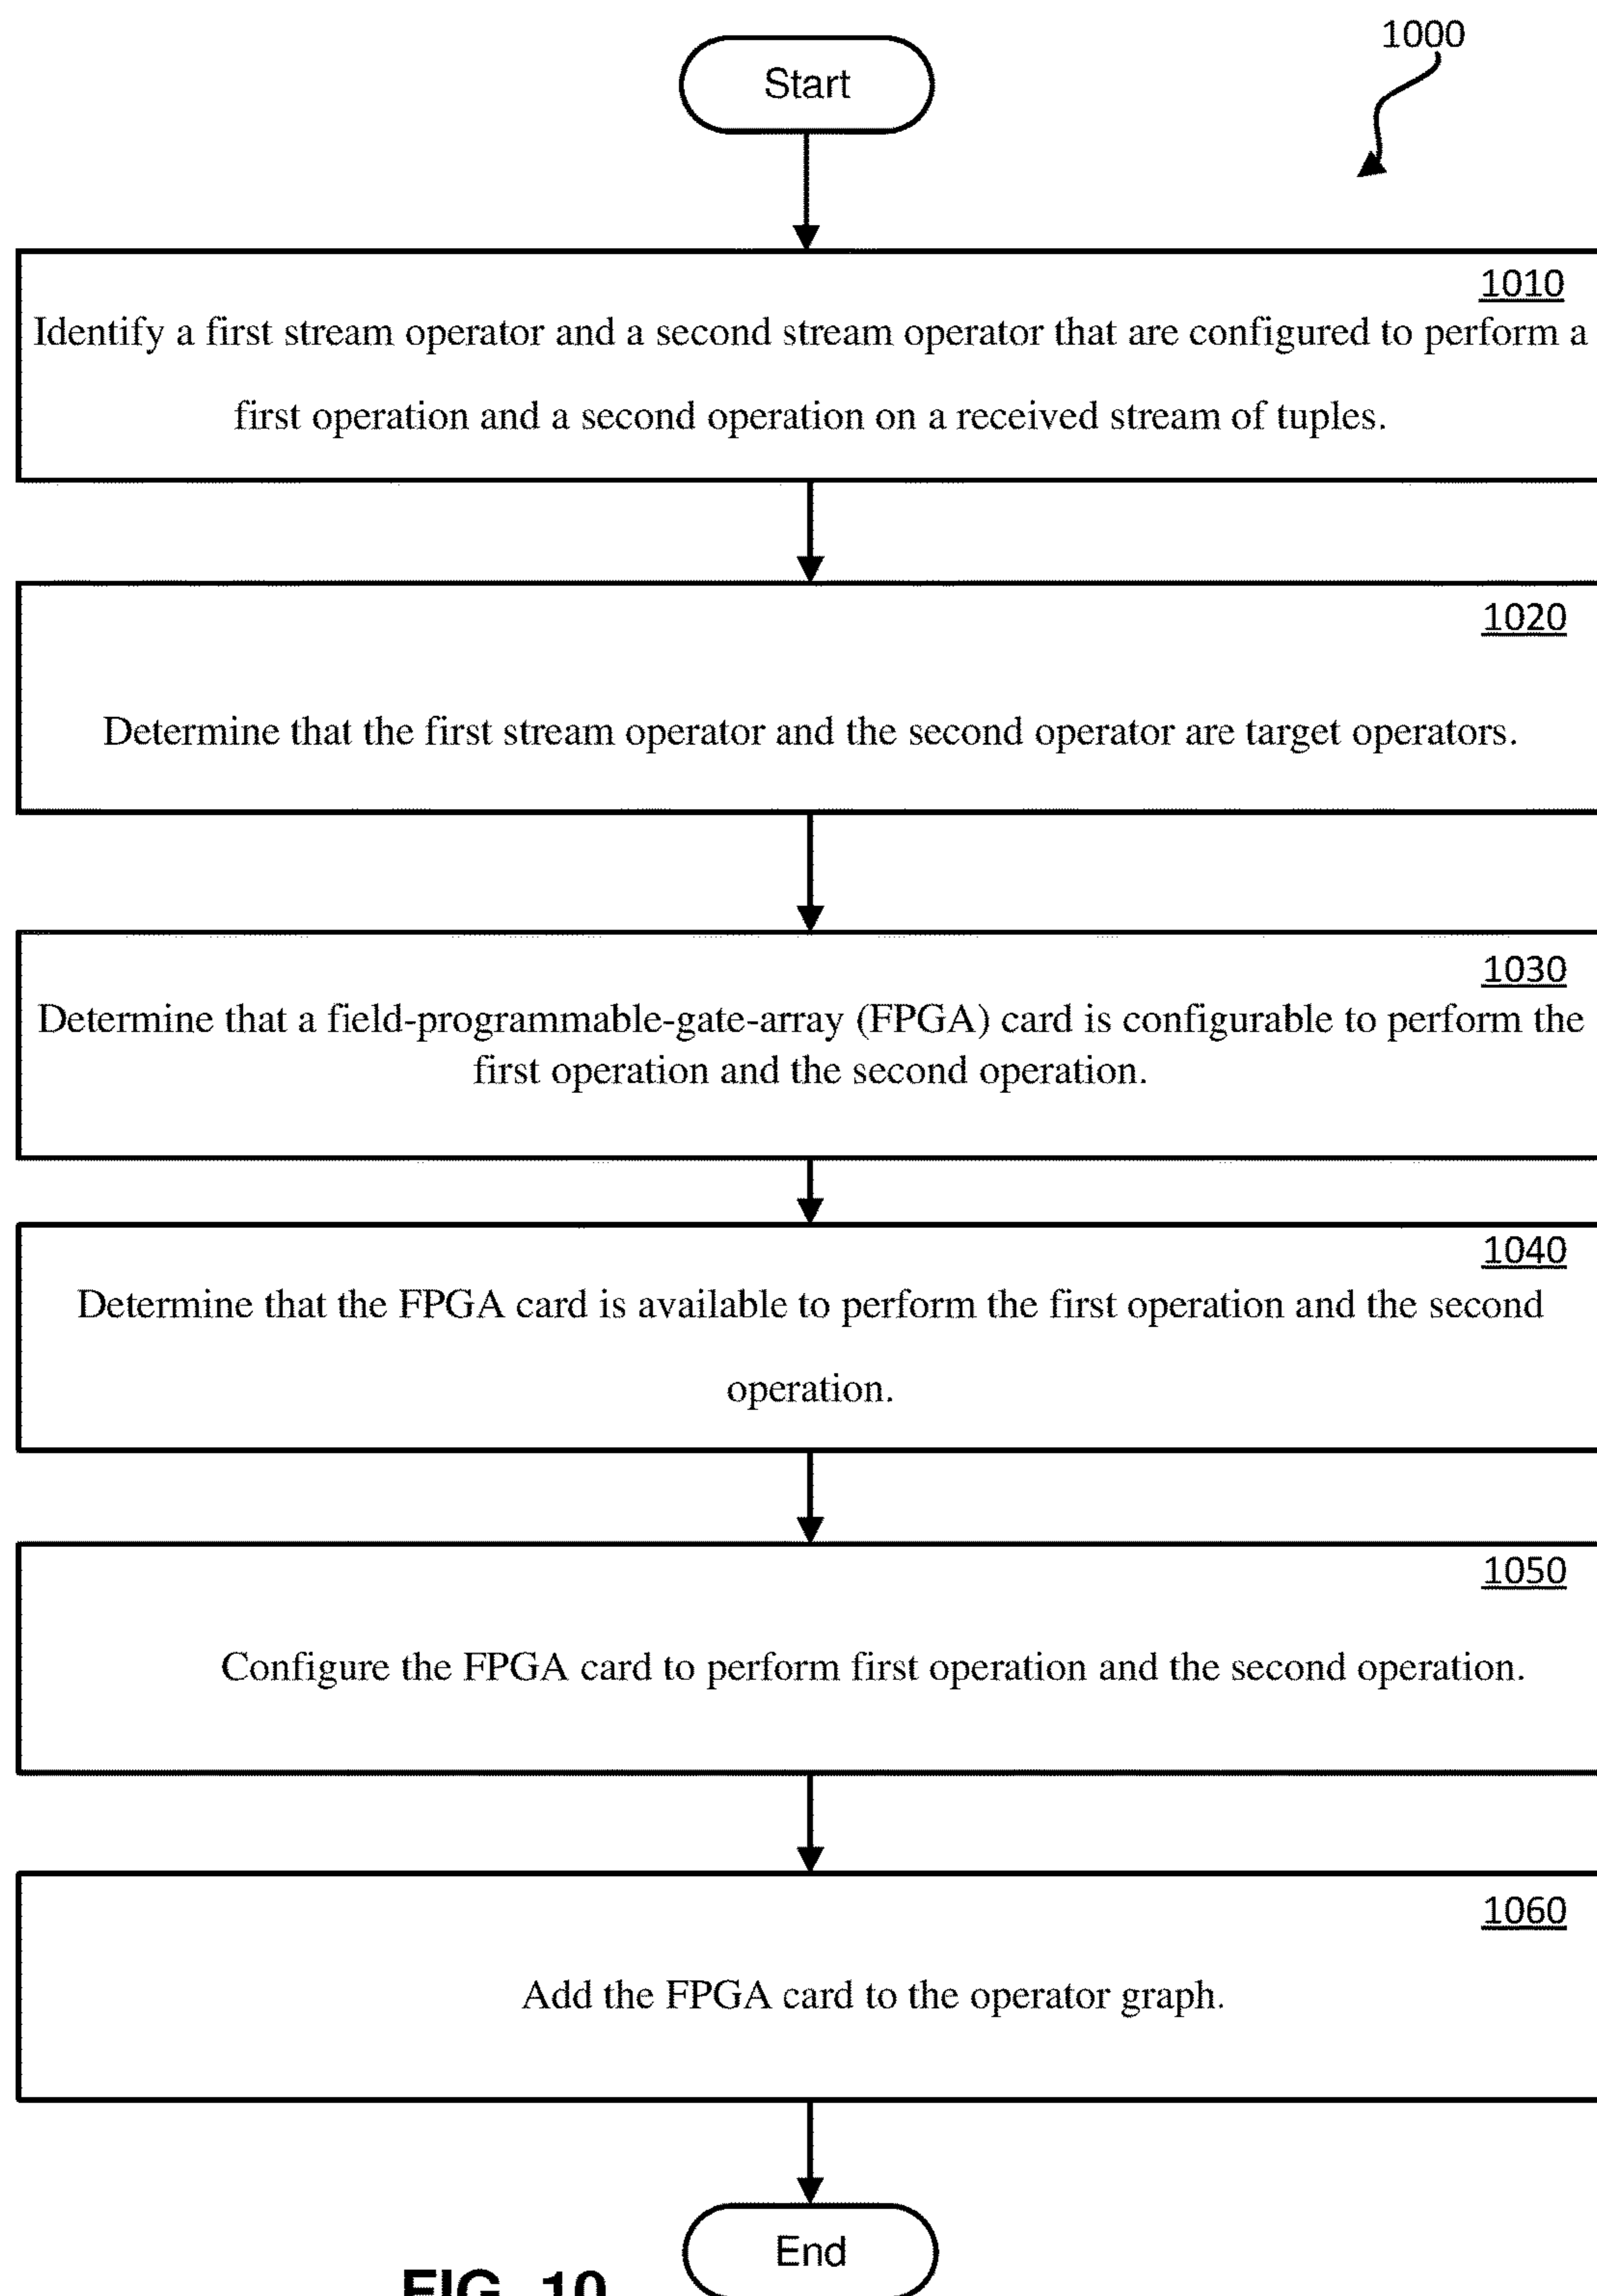 1000
Start
1010
Identify a first stream operator and a second stream operator that are configured to perform a
first operation and a second operation on a received stream of tuples.
1020
Determine that the first stream operator and the second operator are target operators.
1030
Determine that a field-programmable-gate-array (FPGA) card is configurable to perform the
first operation and the second operation.
1040
Determine that the FPGA card is available to perform the first operation and the second
operation.
1050
Configure the FPGA card to perform first operation and the second operation.
1060
Add the FPGA card to the operator graph.
End
FIG. 10